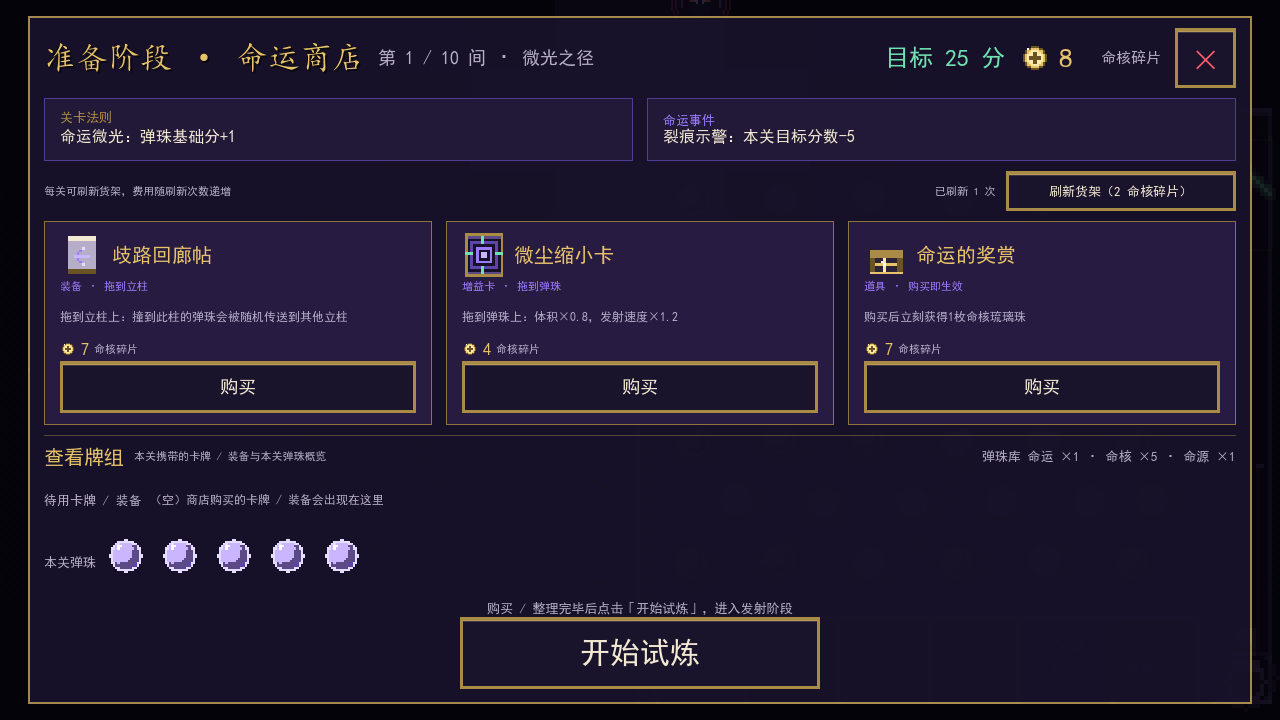 准备阶段 • 命运商店 第 1 / 10 间 · 微光之径 目标 25 分 8 命核碎片
关卡法则
命运微光: 弹珠基础分+1
命运事件
裂痕示警: 本关目标分数-5
每关可刷新货架, 费用随刷新次数递增 已刷新 1 次 刷新货架（2 命核碎片）
歧路回廊帖
装备 · 拖到立柱
拖到立柱上: 撞到此柱的弹珠会被随机传送到其他立柱
7 命核碎片
购买
微尘缩小卡
增益卡 · 拖到弹珠
拖到弹珠上: 体积×0.8, 发射速度×1.2
4 命核碎片
购买
命运的奖赏
道具 · 购买即生效
购买后立刻获得1枚命核琉璃珠
7 命核碎片
购买
查看牌组 本关携带的卡牌 / 装备与本关弹珠概览 弹珠库 命运 ×1 · 命核 ×5 · 命源 ×1
待用卡牌 / 装备 （空）商店购买的卡牌 / 装备会出现在这里
本关弹珠
购买 / 整理完毕后点击「开始试炼」, 进入发射阶段
开始试炼